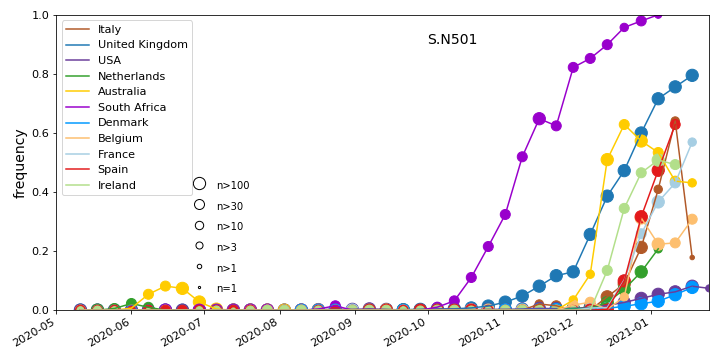 S.N501
Italy
United Kingdom
USA
Netherlands
Australia
South Africa
Denmark
Belgium
France
Spain
Ireland
n>100
n>30
n>10
n>3
n>1
n=1
frequency
1.0
0.8
0.6
0.4
0.2
0.0
2020-05
2020-06
2020-07
2020-08
2020-09
2020-10
2020-11
2020-12
2021-01